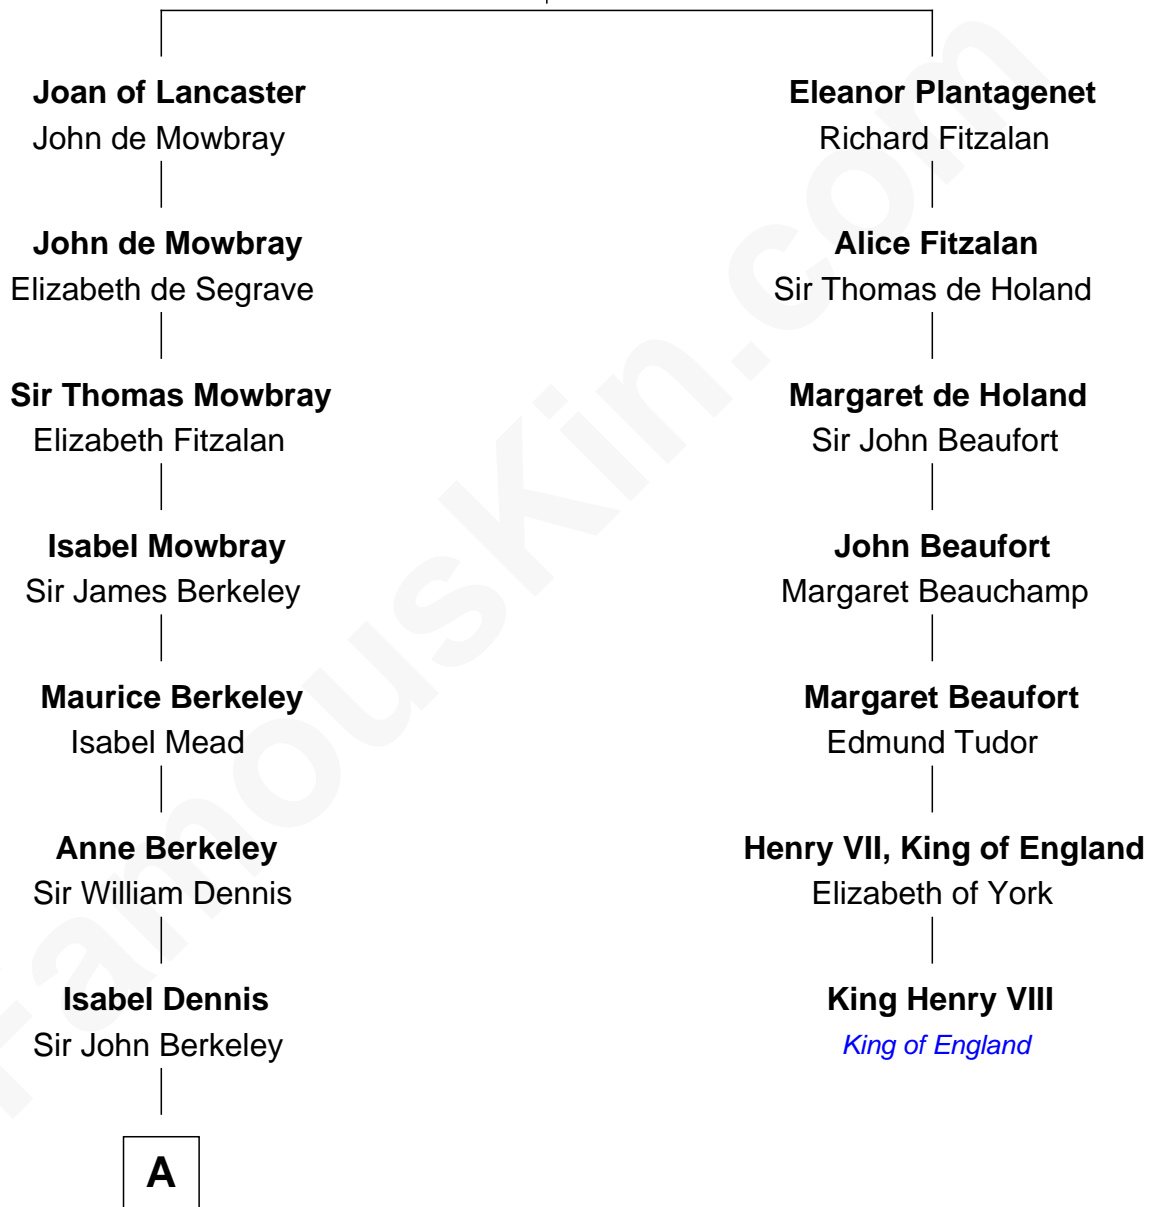 Joan of Lancaster
John de Mowbray
Eleanor Plantagenet
Richard Fitzalan
John de Mowbray
Elizabeth de Segrave
Alice Fitzalan
Sir Thomas de Holand
Sir Thomas Mowbray
Elizabeth Fitzalan
Margaret de Holand
Sir John Beaufort
Isabel Mowbray
Sir James Berkeley
John Beaufort
Margaret Beauchamp
Maurice Berkeley
Isabel Mead
Margaret Beaufort
Edmund Tudor
Anne Berkeley
Sir William Dennis
Henry VII, King of England
Elizabeth of York
Isabel Dennis
Sir John Berkeley
King Henry VIII
King of England
A
FamousKin.com